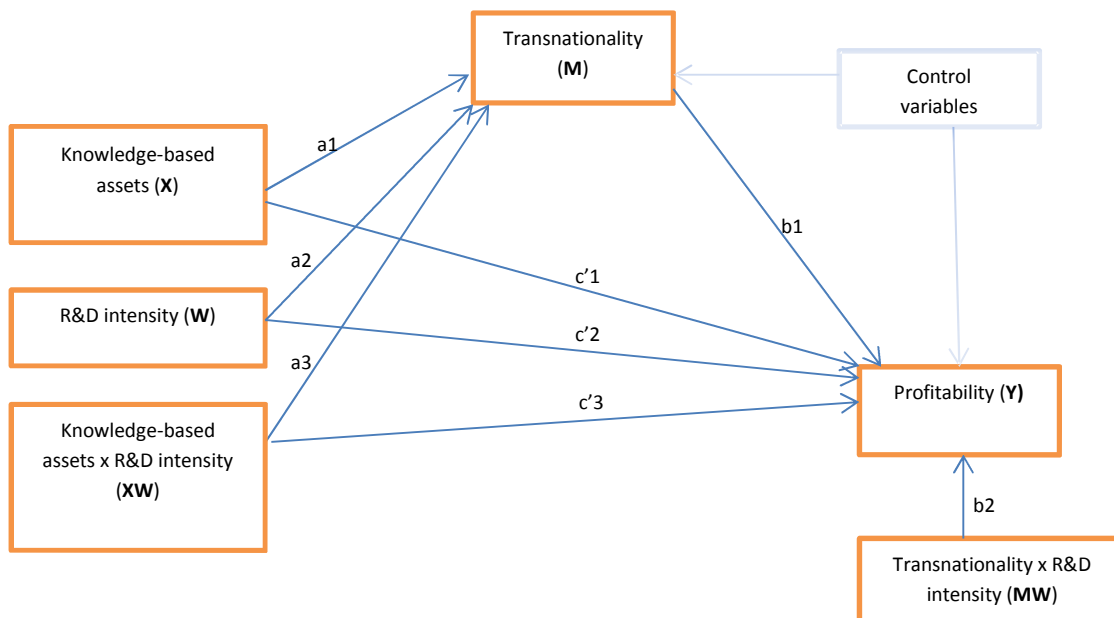 Transnationality
(M)
Control
variables
Knowledge-based
assets (X)
a1
b1
a2
c'1
R&D intensity (W)
c'2
a3
Profitability (Y)
c'3
Knowledge-based
assets x R&D intensity
(XW)
b2
Transnationality x R&D
intensity (MW)